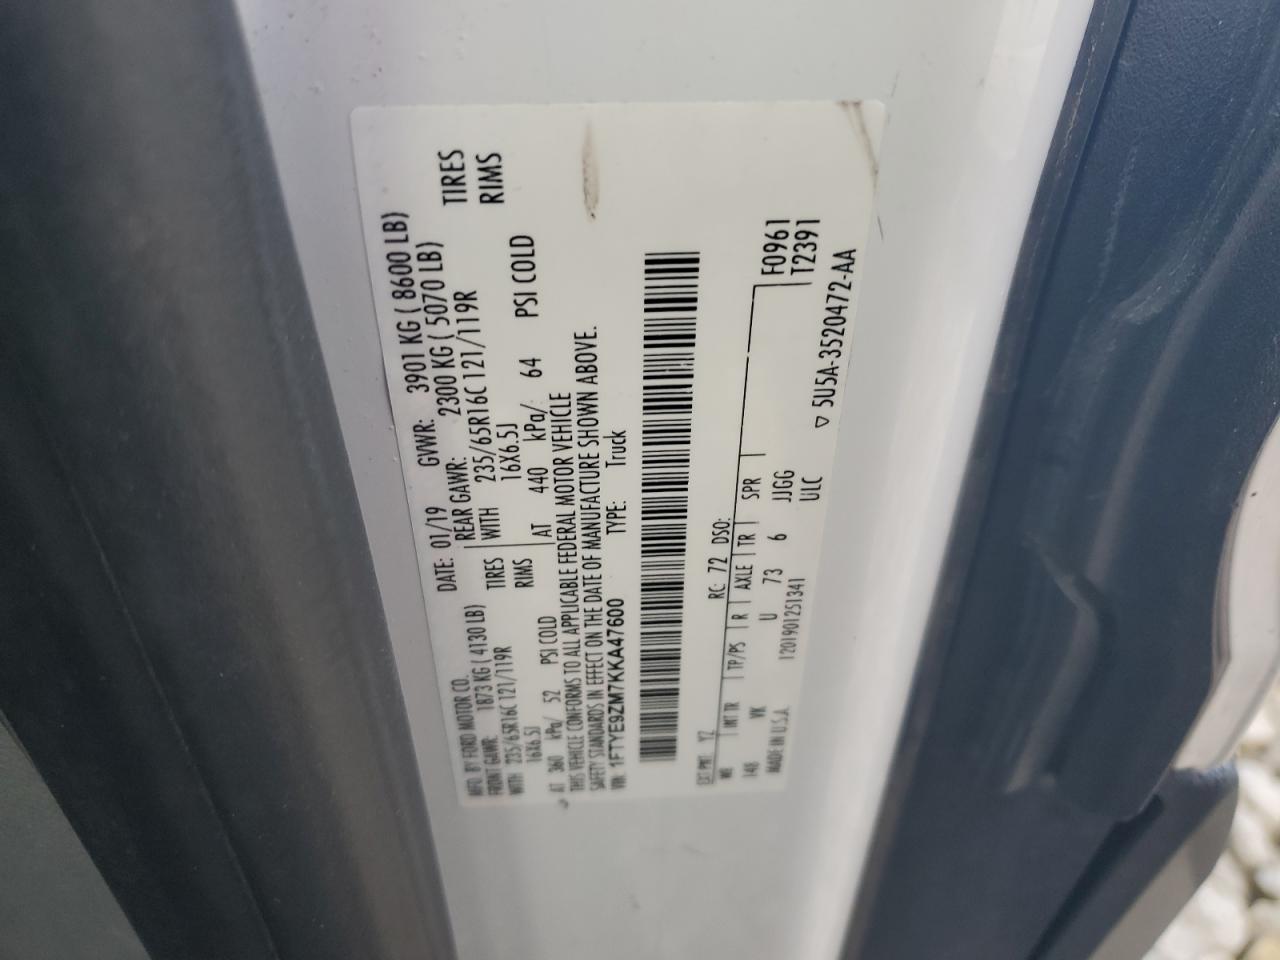 MFD. BY FORD MOTOR CO.
DATE: 01/19 GVWR: 3901 KG ( 8600 LB)
FRONT GAWR: 1873 KG ( 4130 LB) REAR GAWR: 2300 KG ( 5070 LB)
WITH 235/65R16C 121/119R TIRES WITH 235/65R16C 121/119R TIRES
16X6.5J RIMS 16X6.5J RIMS
AT 360 kPa/ 52 PSI COLD AT 440 kPa/ 64 PSI COLD
THIS VEHICLE CONFORMS TO ALL APPLICABLE FEDERAL MOTOR VEHICLE
SAFETY STANDARDS IN EFFECT ON THE DATE OF MANUFACTURE SHOWN ABOVE.
VIN: 1FTYE9ZM7KKA47600 TYPE: Truck
EXT PNT: YZ RC: 72 DSO:
WB INT TR TP/PS R AXLE TR SPR F0961
148 VK U 73 6 JJGG T2391
MADE IN U.S.A. 1201901251341 ULC
▽ 5U5A-3520472-AA